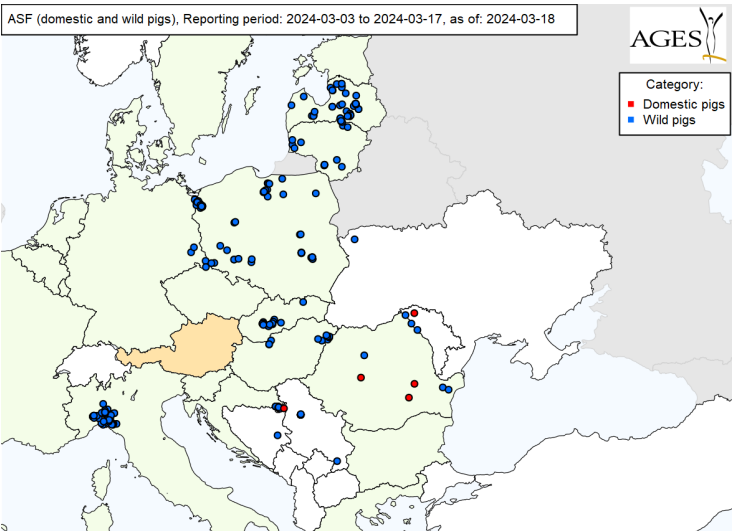 ASF (domestic and wild pigs), Reporting period: 2024-03-03 to 2024-03-17, as of: 2024-03-18
AGES
Category:
Domestic pigs
Wild pigs